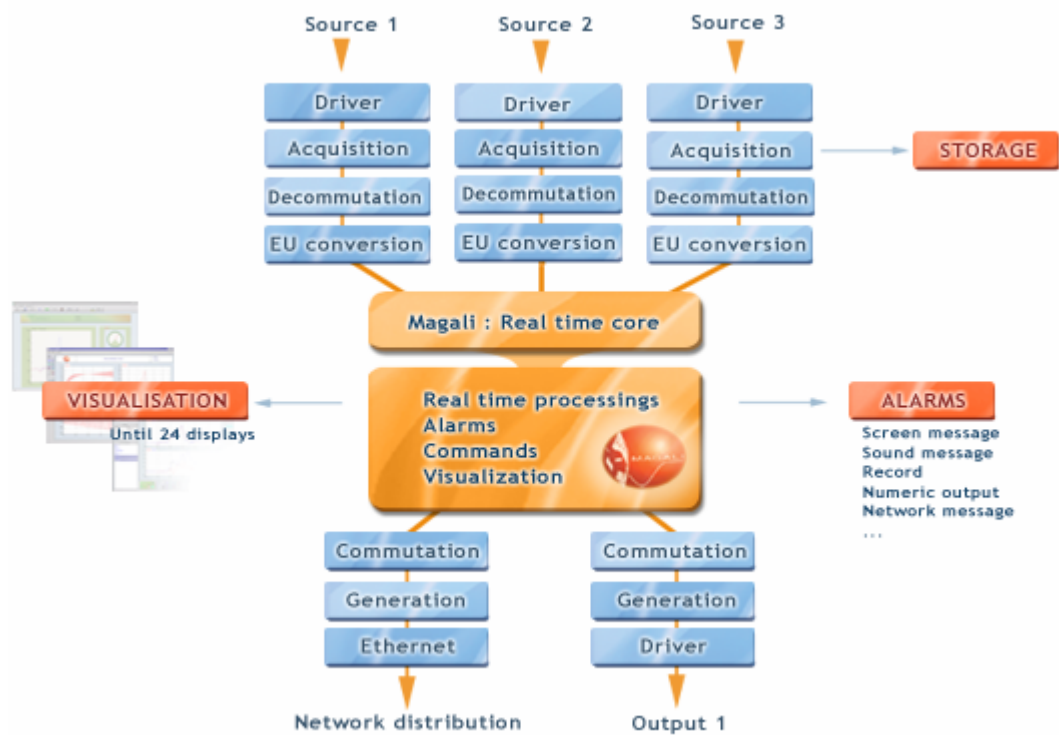 Source 1
Source 2
Source 3
Driver
Driver
Driver
Acquisition
Acquisition
Acquisition
STORAGE
Decommutation
Decommutation
Decommutation
EU conversion
EU conversion
EU conversion
Magali : Real time core
VISUALISATION
Until 24 displays
Real time processings
Alarms
Commands
Visualization
MAGALI
ALARMS
Screen message
Sound message
Record
Numeric output
Network message
...
Commutation
Commutation
Generation
Generation
Ethernet
Driver
Network distribution
Output 1